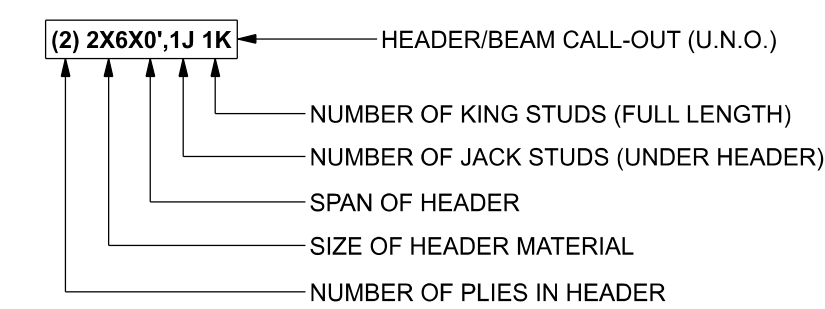 (2) 2X6X0',1J 1K
HEADER/BEAM CALL-OUT (U.N.O.)
NUMBER OF KING STUDS (FULL LENGTH)
NUMBER OF JACK STUDS (UNDER HEADER)
SPAN OF HEADER
SIZE OF HEADER MATERIAL
NUMBER OF PLIES IN HEADER